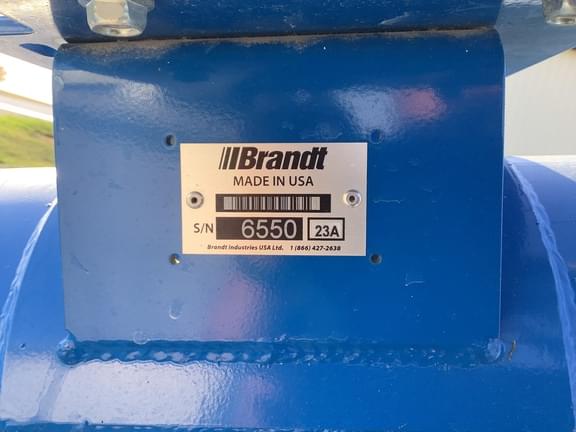 Brandt
MADE IN USA
S/N 6550 23A
Brandt Industries USA Ltd. 1 (866) 427-2638